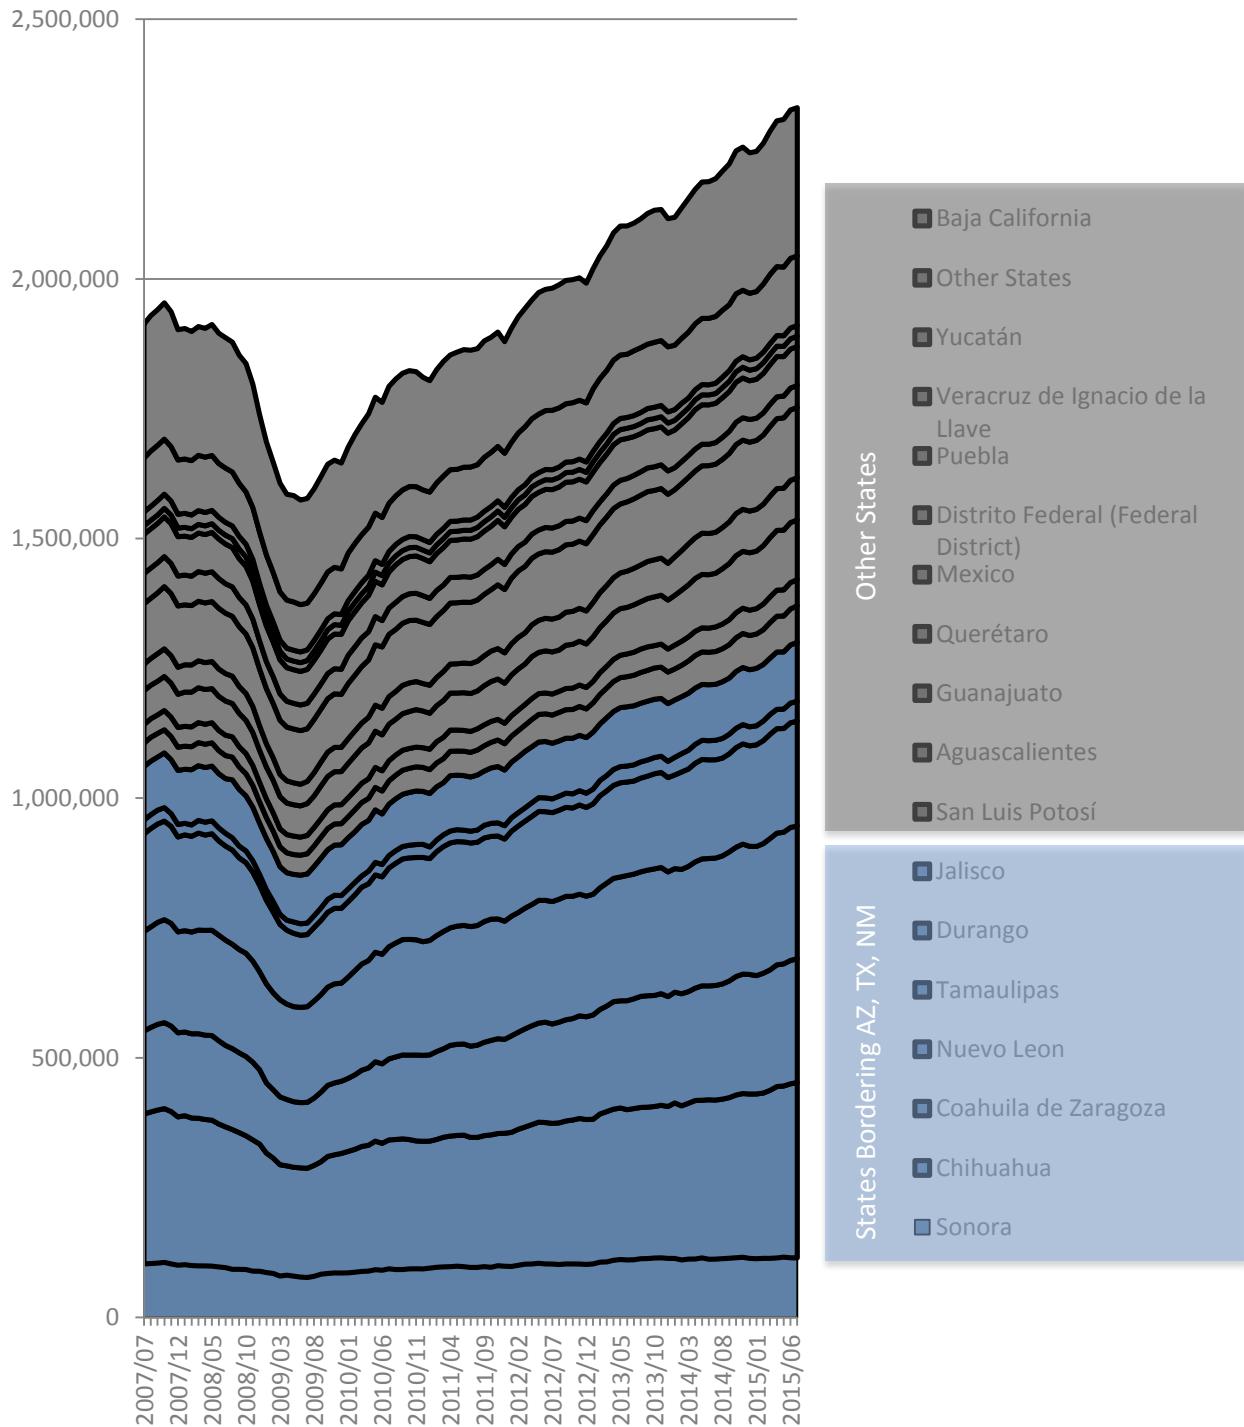 2,500,000
2,000,000
1,500,000
1,000,000
500,000
0
2007/07
2007/12
2008/05
2008/10
2009/03
2009/08
2010/01
2010/06
2010/11
2011/04
2011/09
2012/02
2012/07
2012/12
2013/05
2013/10
2014/03
2014/08
2015/01
2015/06
Other States
Baja California
Other States
Yucatán
Veracruz de Ignacio de la
Llave
Puebla
Distrito Federal (Federal
District)
Mexico
Querétaro
Guanajuato
Aguascalientes
San Luis Potosí
States Bordering AZ, TX, NM
Jalisco
Durango
Tamaulipas
Nuevo Leon
Coahuila de Zaragoza
Chihuahua
Sonora